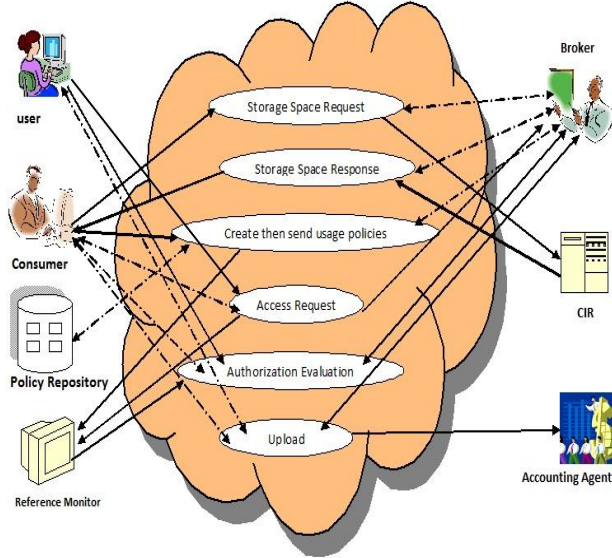 Broker
Storage Space Request
user
Storage Space Response
Create then send usage policies
Consumer
Access Request
CIR
Policy Repository
Authorization Evaluation
Upload
Accounting Agent
Reference Monitor